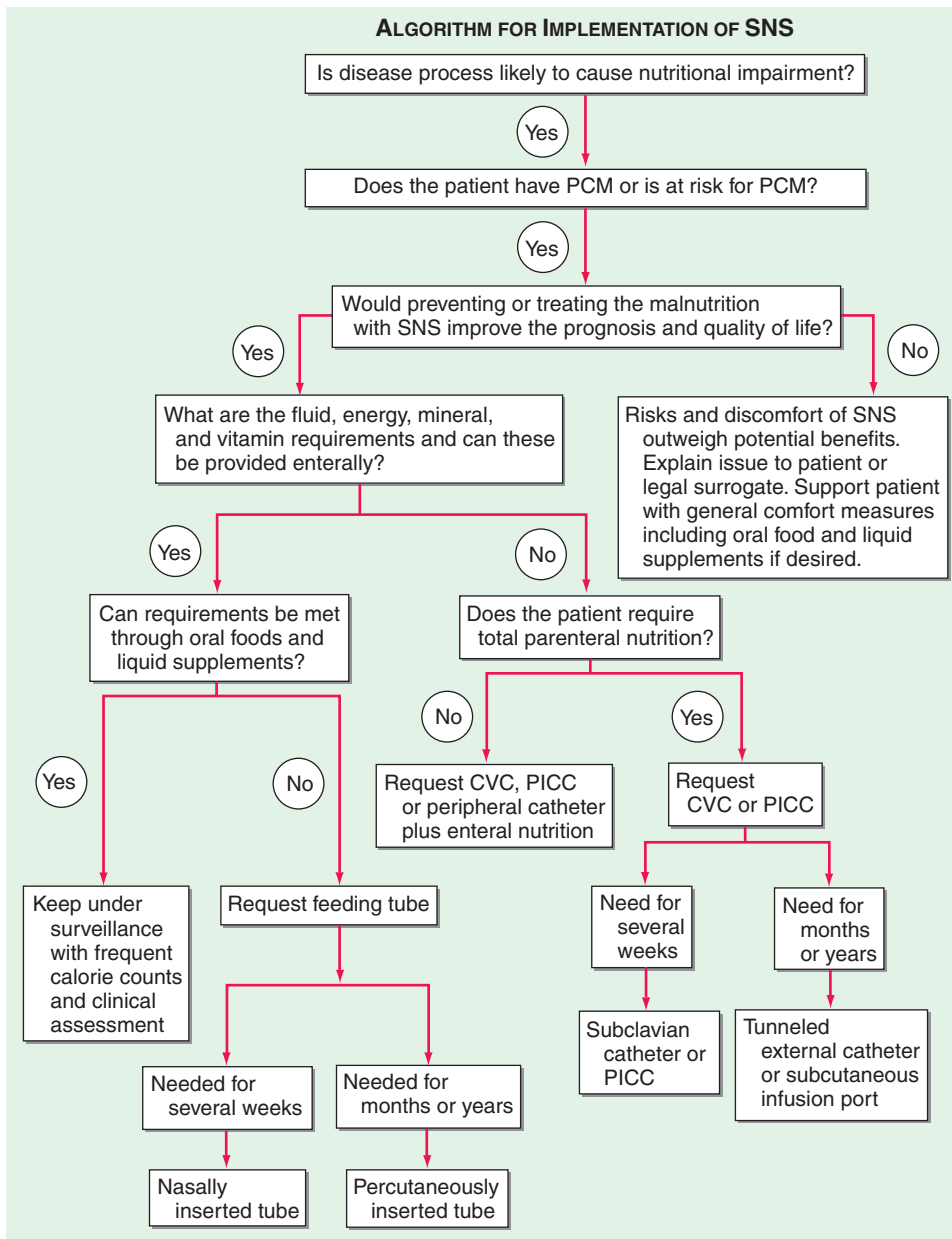 ALGORITHM FOR IMPLEMENTATION OF SNS
Is disease process likely to cause nutritional impairment?
Yes
Does the patient have PCM or is at risk for PCM?
Yes
Would preventing or treating the malnutrition
with SNS improve the prognosis and quality of life?
Yes
No
What are the fluid, energy, mineral,
and vitamin requirements and can these
be provided enterally?
Risks and discomfort of SNS
outweigh potential benefits.
Explain issue to patient or
legal surrogate. Support patient
with general comfort measures
including oral food and liquid
supplements if desired.
Yes
No
Can requirements be met
through oral foods and
liquid supplements?
Does the patient require
total parenteral nutrition?
Yes
No
No
Yes
Request CVC, PICC
or peripheral catheter
plus enteral nutrition
Request
CVC or PICC
Keep under
surveillance
with frequent
calorie counts
and clinical
assessment
Request feeding tube
Need for
several
weeks
Need for
months
or years
Subclavian
catheter or
PICC
Tunneled
external catheter
or subcutaneous
infusion port
Needed for
several weeks
Needed for
months or years
Nasally
inserted tube
Percutaneously
inserted tube